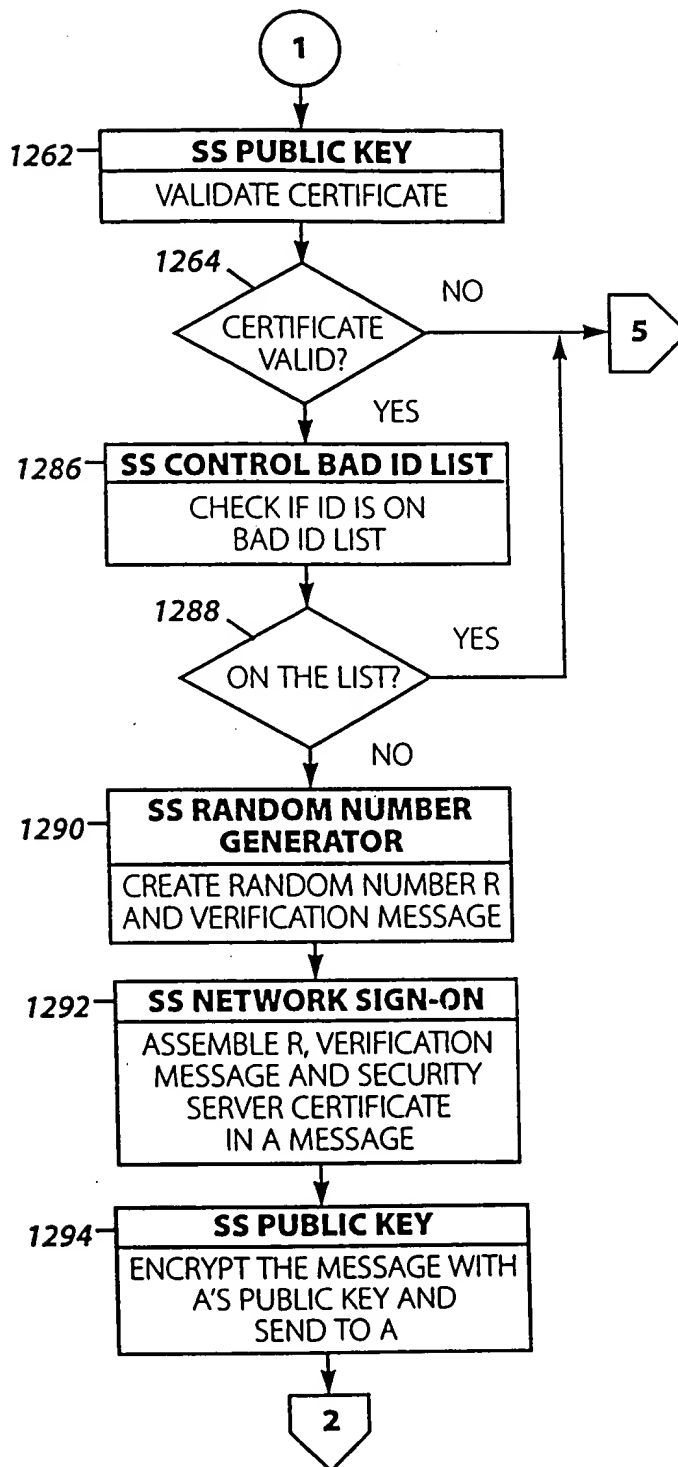 1
1262
SS PUBLIC KEY
VALIDATE CERTIFICATE
1264
CERTIFICATE
VALID?
NO
5
YES
1286
SS CONTROL BAD ID LIST
CHECK IF ID IS ON
BAD ID LIST
1288
ON THE LIST?
YES
NO
1290
SS RANDOM NUMBER
GENERATOR
CREATE RANDOM NUMBER R
AND VERIFICATION MESSAGE
1292
SS NETWORK SIGN-ON
ASSEMBLE R, VERIFICATION
MESSAGE AND SECURITY
SERVER CERTIFICATE
IN A MESSAGE
1294
SS PUBLIC KEY
ENCRYPT THE MESSAGE WITH
A'S PUBLIC KEY AND
SEND TO A
2